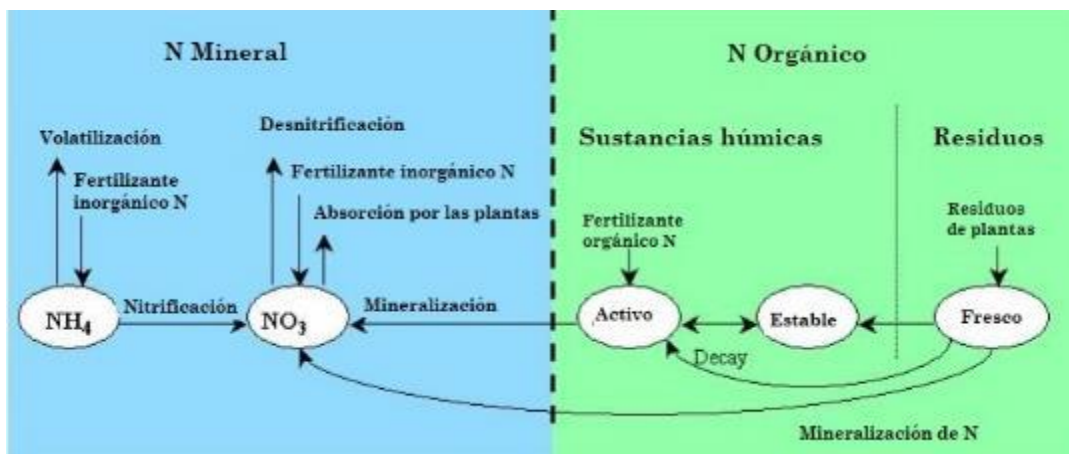 N Mineral
N Orgánico
Desnitrificación
Volatilización
Sustancias húmicas
Residuos
Fertilizante
inorgánico N
Fertilizante inorgánico N
Absorción por las plantas
Fertilizante
orgánico N
Residuos
de plantas
NH4
Nitrificación
NO3
Mineralización
Activo
Estable
Fresco
Decay
Mineralización de N